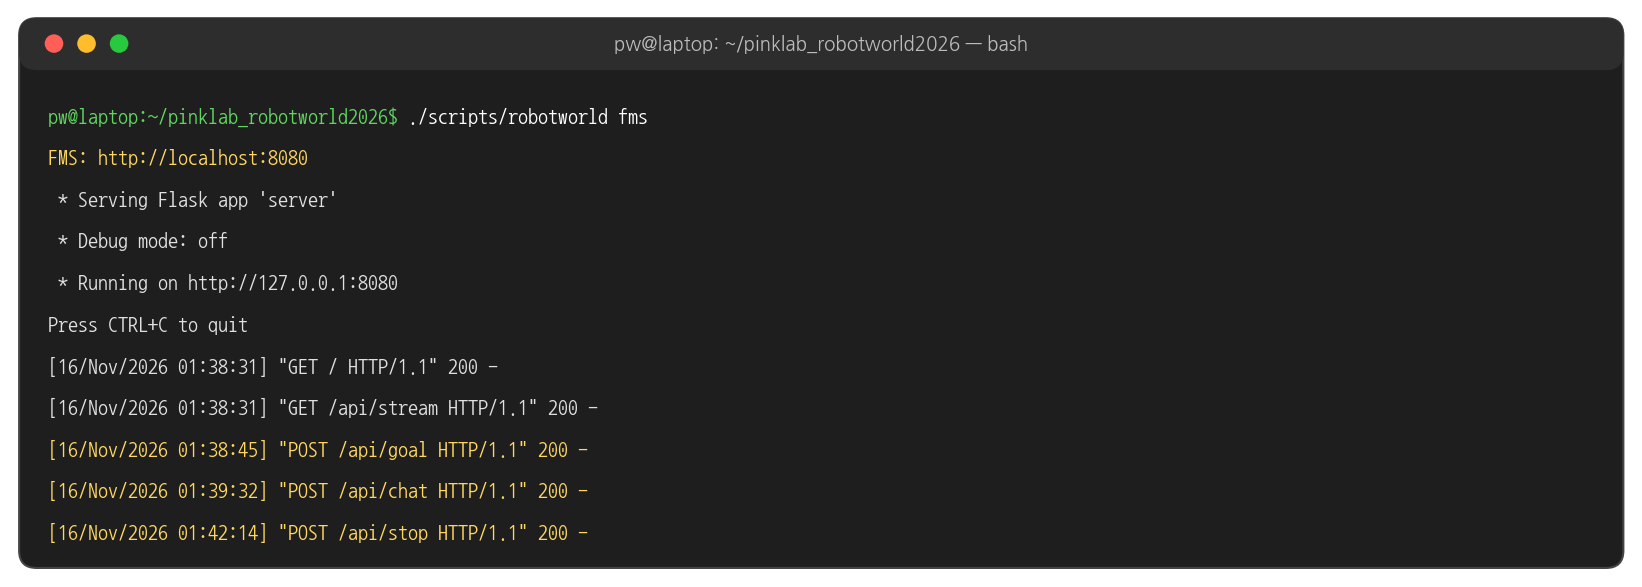 pw@laptop: ~/pinklab_robotworld2026 — bash
pw@laptop:~/pinklab_robotworld2026$ ./scripts/robotworld fms
FMS: http://localhost:8080
 * Serving Flask app 'server'
 * Debug mode: off
 * Running on http://127.0.0.1:8080
Press CTRL+C to quit
[16/Nov/2026 01:38:31] "GET / HTTP/1.1" 200 -
[16/Nov/2026 01:38:31] "GET /api/stream HTTP/1.1" 200 -
[16/Nov/2026 01:38:45] "POST /api/goal HTTP/1.1" 200 -
[16/Nov/2026 01:39:32] "POST /api/chat HTTP/1.1" 200 -
[16/Nov/2026 01:42:14] "POST /api/stop HTTP/1.1" 200 -